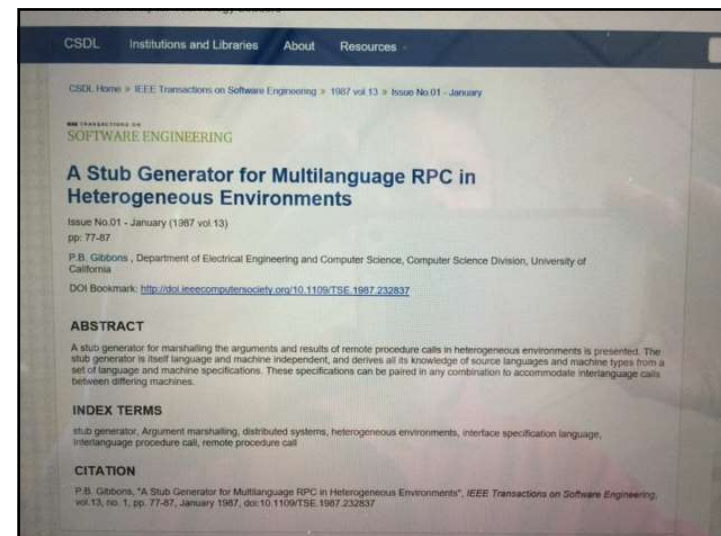 CSDL Institutions and Libraries About Resources
CSDL Home » IEEE Transactions on Software Engineering » 1987 vol.13 » Issue No.01 - January
IEEE TRANSACTIONS ON
SOFTWARE ENGINEERING
A Stub Generator for Multilanguage RPC in
Heterogeneous Environments
Issue No.01 - January (1987 vol.13)
pp: 77-87
P.B. Gibbons , Department of Electrical Engineering and Computer Science, Computer Science Division, University of
California
DOI Bookmark: http://doi.ieeecomputersociety.org/10.1109/TSE.1987.232837
ABSTRACT
A stub generator for marshalling the arguments and results of remote procedure calls in heterogeneous environments is presented. The
stub generator is itself language and machine independent, and derives all its knowledge of source languages and machine types from a
set of language and machine specifications. These specifications can be paired in any combination to accommodate interlanguage calls
between differing machines.
INDEX TERMS
stub generator, Argument marshalling, distributed systems, heterogeneous environments, interface specification language,
interlanguage procedure call, remote procedure call
CITATION
P.B. Gibbons, "A Stub Generator for Multilanguage RPC in Heterogeneous Environments", IEEE Transactions on Software Engineering,
vol. 13, no. 1, pp. 77-87, January 1987, doi:10.1109/TSE.1987.232837